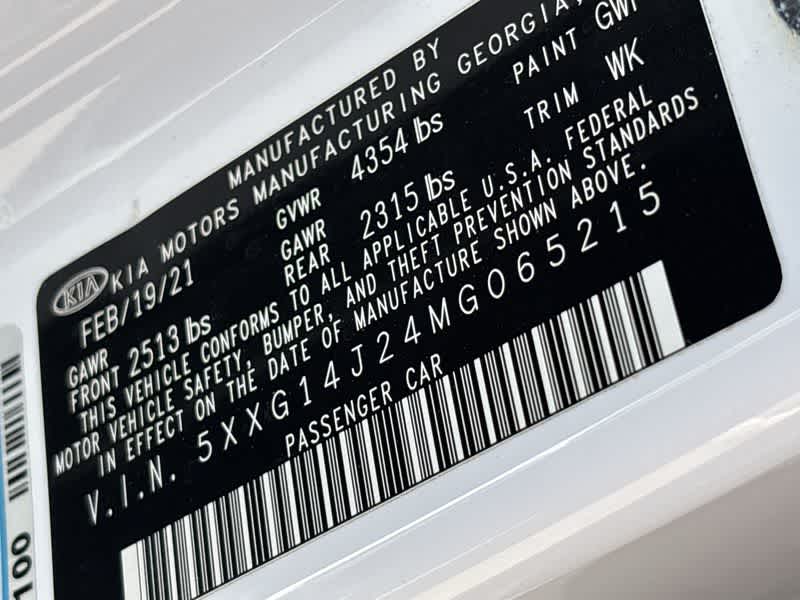 MANUFACTURED BY
KIA KIA MOTORS MANUFACTURING GEORGIA,
FEB/19/21 GVWR 4354 lbs PAINT GWP
GAWR FRONT 2513 lbs GAWR REAR 2315 lbs TRIM WK
THIS VEHICLE CONFORMS TO ALL APPLICABLE U.S.A. FEDERAL
MOTOR VEHICLE SAFETY, BUMPER, AND THEFT PREVENTION STANDARDS
IN EFFECT ON THE DATE OF MANUFACTURE SHOWN ABOVE.
V.I.N. 5XXG14J24MG065215
PASSENGER CAR
100